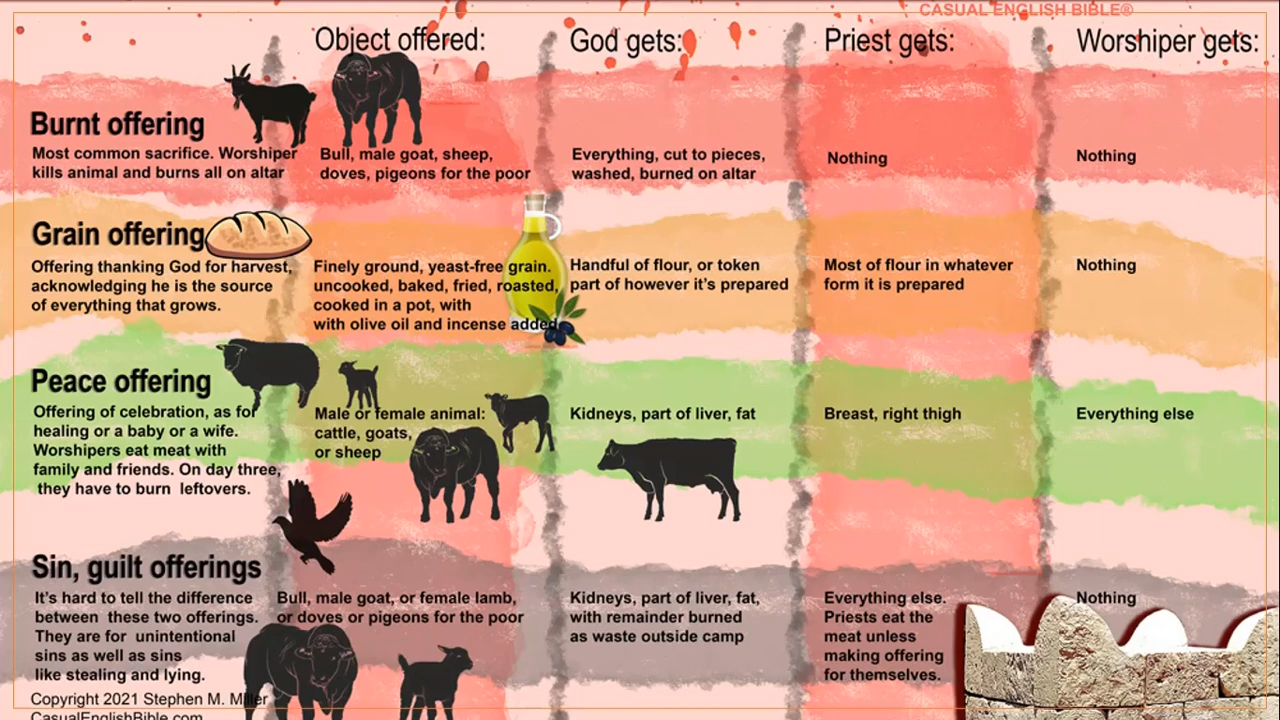 CASUAL ENGLISH BIBLE®
Object offered:
God gets:
Priest gets:
Worshiper gets:
Burnt offering
Most common sacrifice. Worshiper
kills animal and burns all on altar
Bull, male goat, sheep,
doves, pigeons for the poor
Everything, cut to pieces,
washed, burned on altar
Nothing
Nothing
Grain offering
Offering thanking God for harvest,
acknowledging he is the source
of everything that grows.
Finely ground, yeast-free grain.
uncooked, baked, fried, roasted,
cooked in a pot, with
with olive oil and incense added
Handful of flour, or token
part of however it's prepared
Most of flour in whatever
form it is prepared
Nothing
Peace offering
Offering of celebration, as for
healing or a baby or a wife.
Worshipers eat meat with
family and friends. On day three,
they have to burn leftovers.
Male or female animal:
cattle, goats,
or sheep
Kidneys, part of liver, fat
Breast, right thigh
Everything else
Sin, guilt offerings
It's hard to tell the difference
between these two offerings.
They are for unintentional
sins as well as sins
like stealing and lying.
Bull, male goat, or female lamb,
or doves or pigeons for the poor
Kidneys, part of liver, fat,
with remainder burned
as waste outside camp
Everything else.
Priests eat the
meat unless
making offering
for themselves.
Nothing
Copyright 2021 Stephen M. Miller
CasualEnglishBible.com